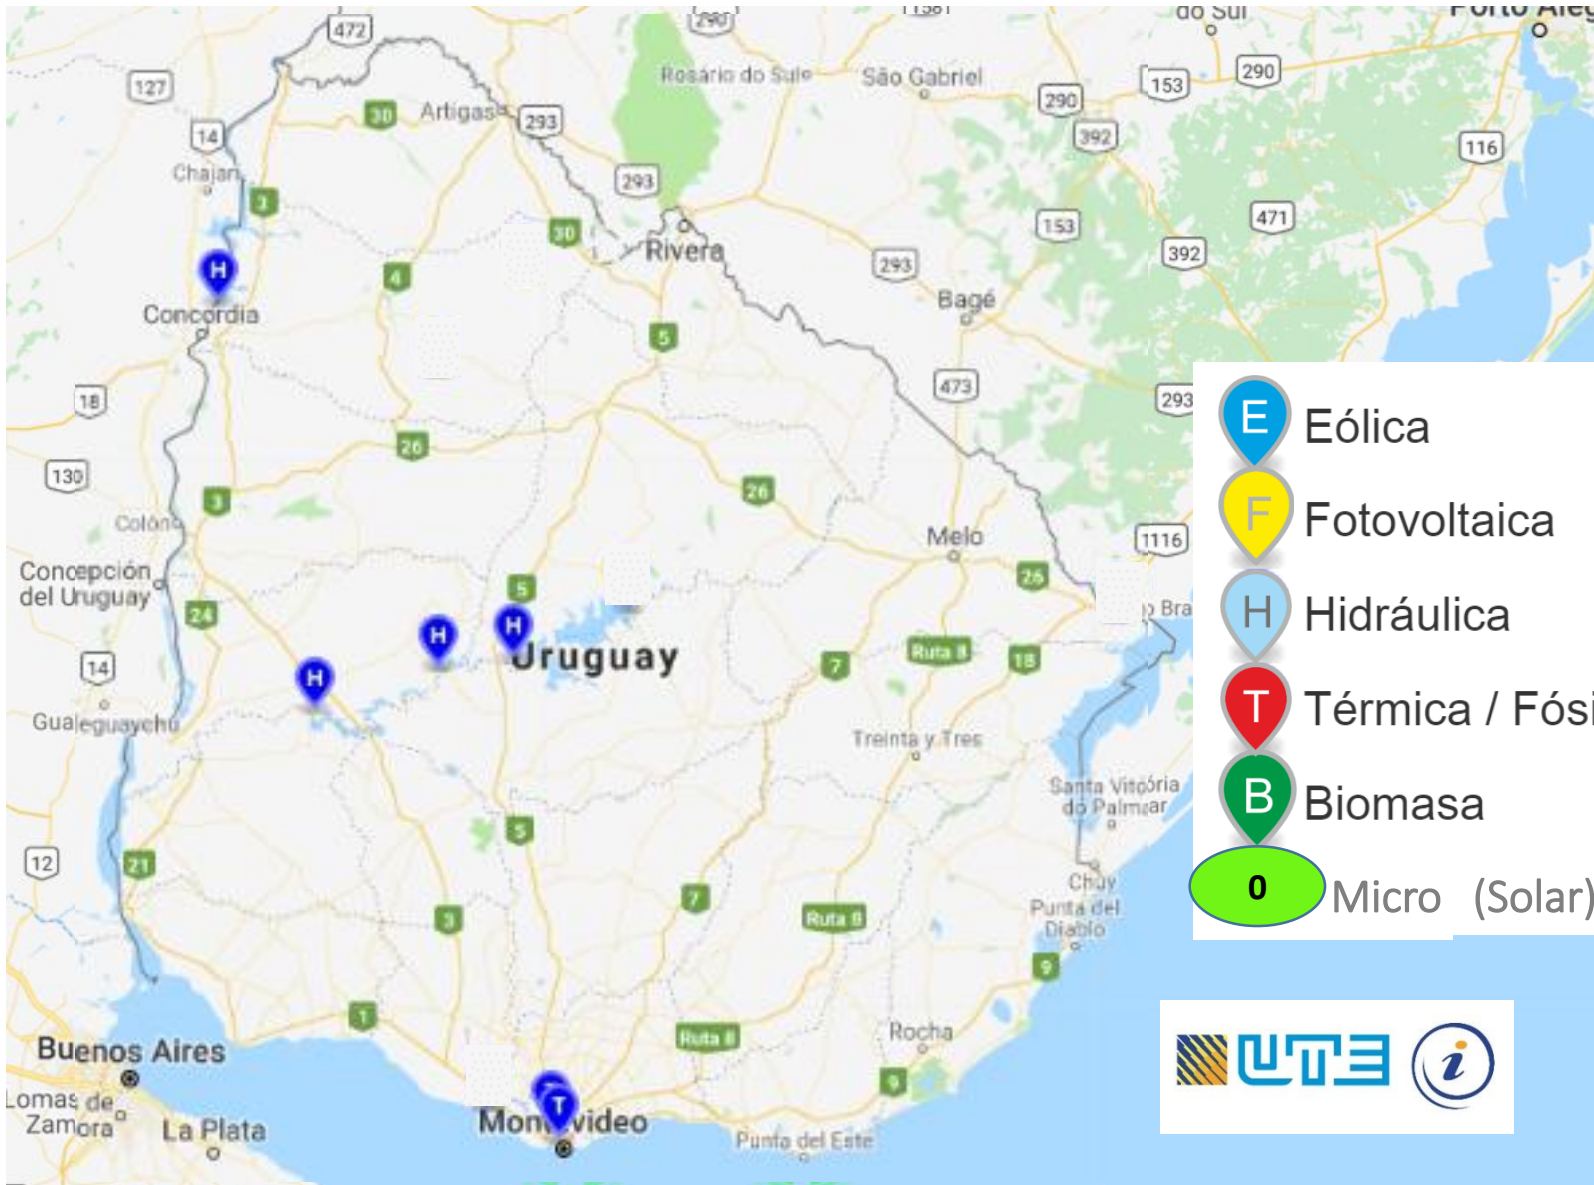 472
290
1158
do Sul
127
Rosário do Sule
São Gabriel
153
290
14
30
Artigas
293
290
392
116
Chajarí
293
3
30
153
471
Rivera
392
H
4
293
Concordia
Bagé
5
18
473
293
E Eólica
26
130
3
26
F Fotovoltaica
Colón
Melo
1116
Concepción
del Uruguay
5
26
24
H
H
H Hidráulica
Uruguay
Ruta 8
18
7
14
H
T Térmica / Fósi
Gualeguaychú
Treinta y Tres
Santa Vitória
do Palmar
B Biomasa
5
12
21
Chuy
0 Micro (Solar)
7
3
Ruta 8
Punta del
Diablo
9
1
Ruta 8
Rocha
Buenos Aires
UTE i
9
Lomas de
Zamora
T
Montevideo
La Plata
Punta del Este